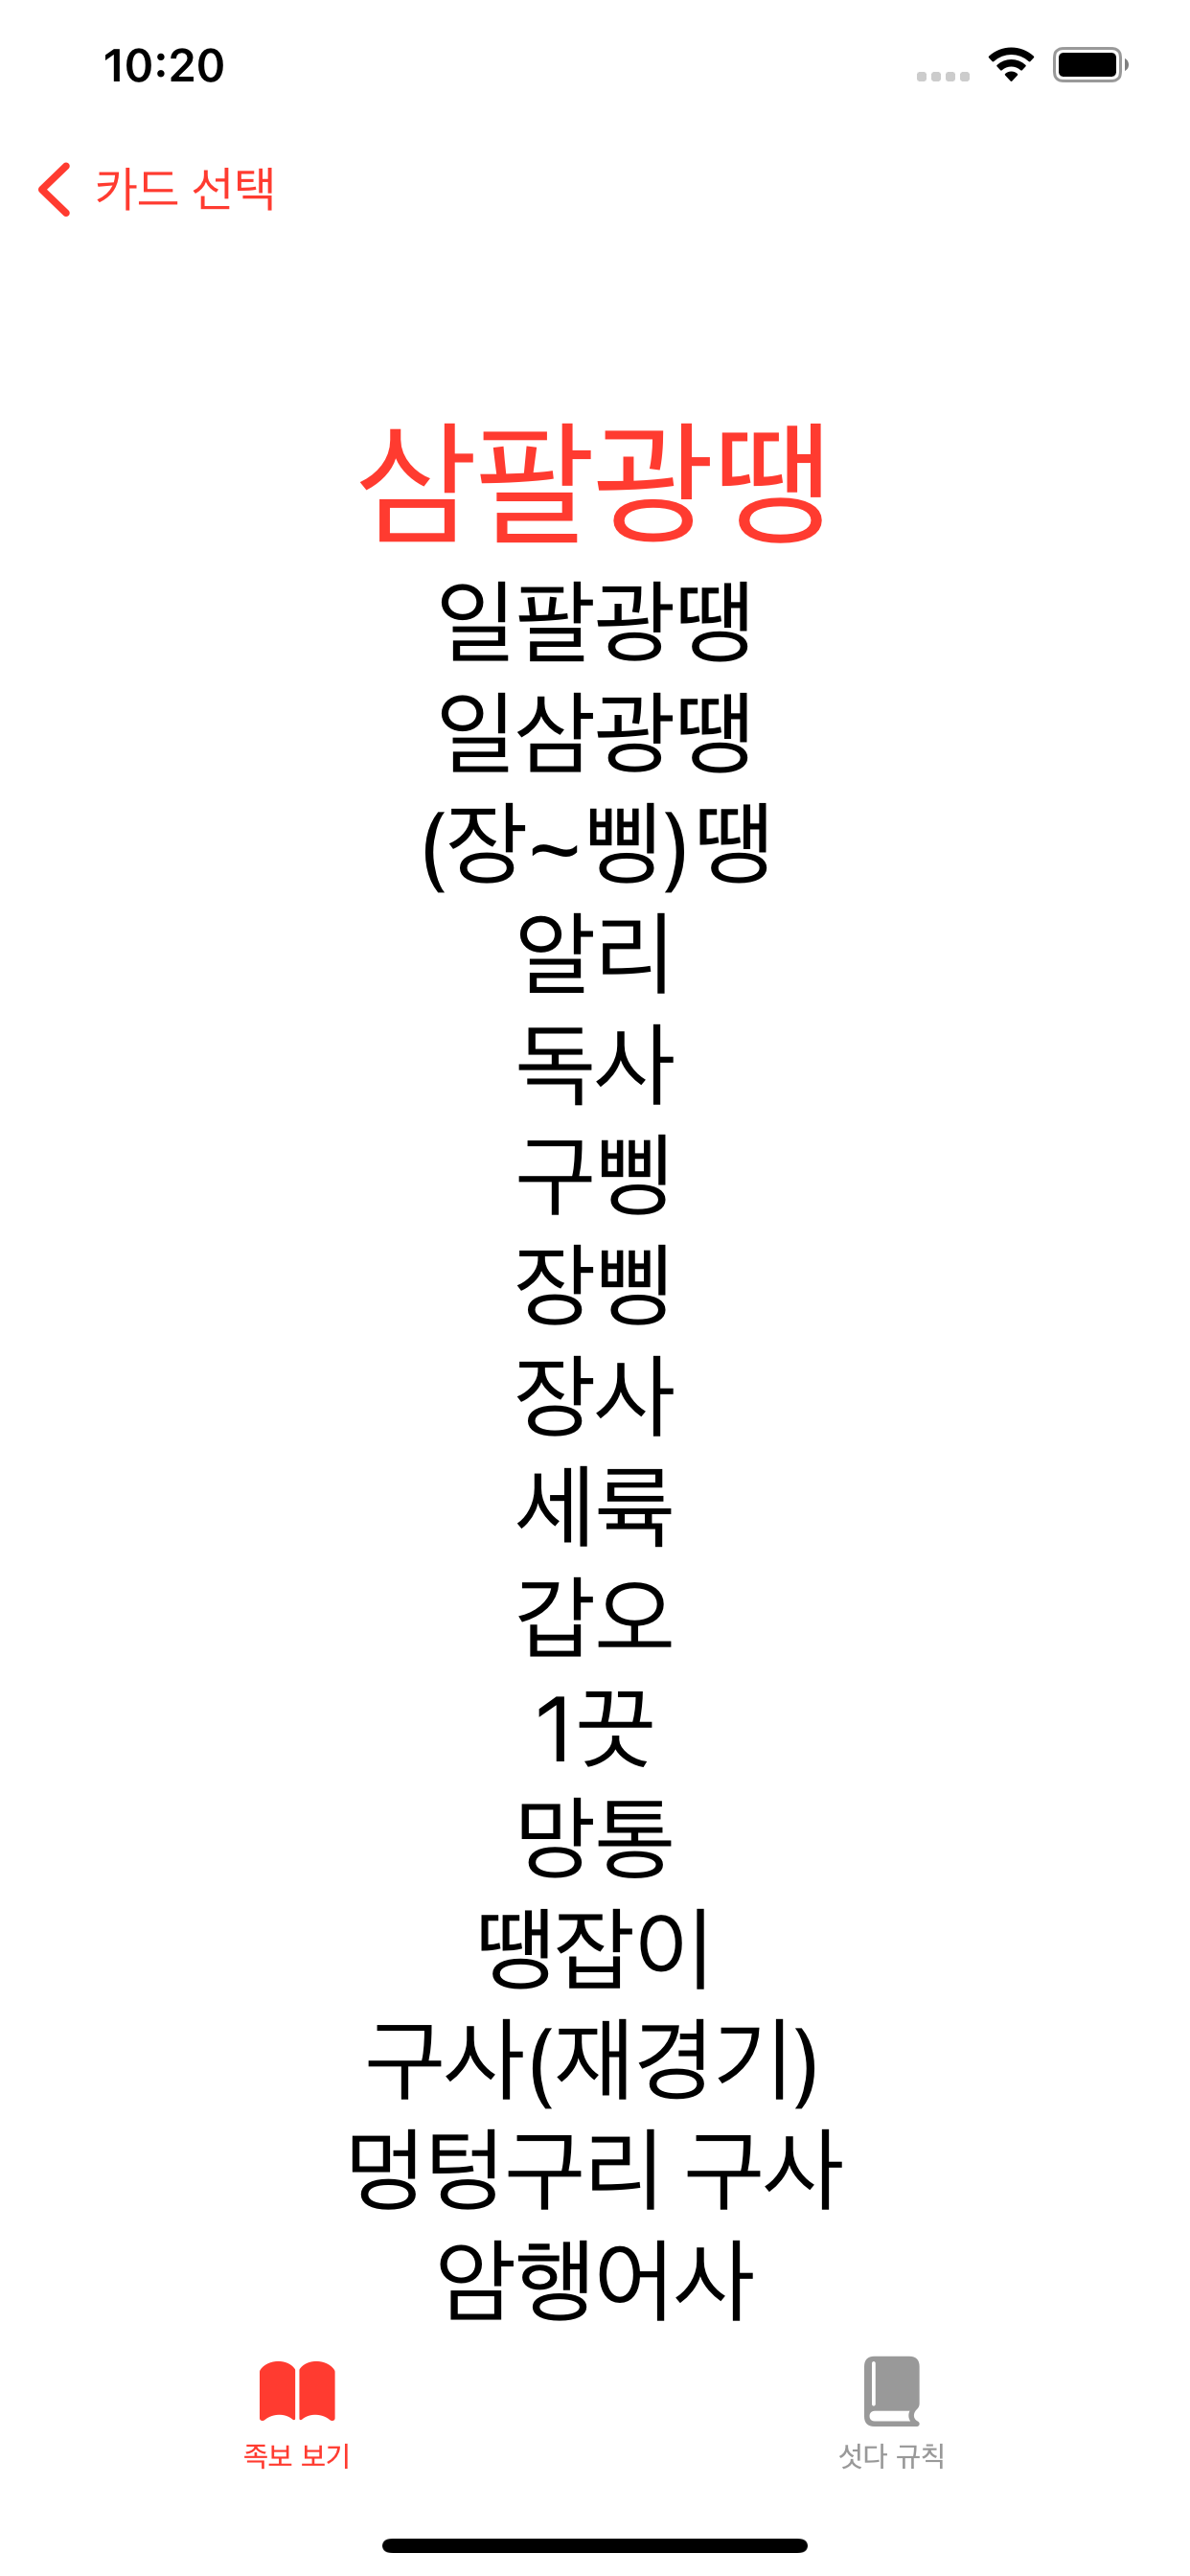 10:20
카드 선택
삼팔광땡
일팔광땡
일삼광땡
(장~삥)땡
알리
독사
구삥
장삥
장사
세륙
갑오
1끗
망통
땡잡이
구사(재경기)
멍텅구리 구사
암행어사
족보 보기
섯다 규칙